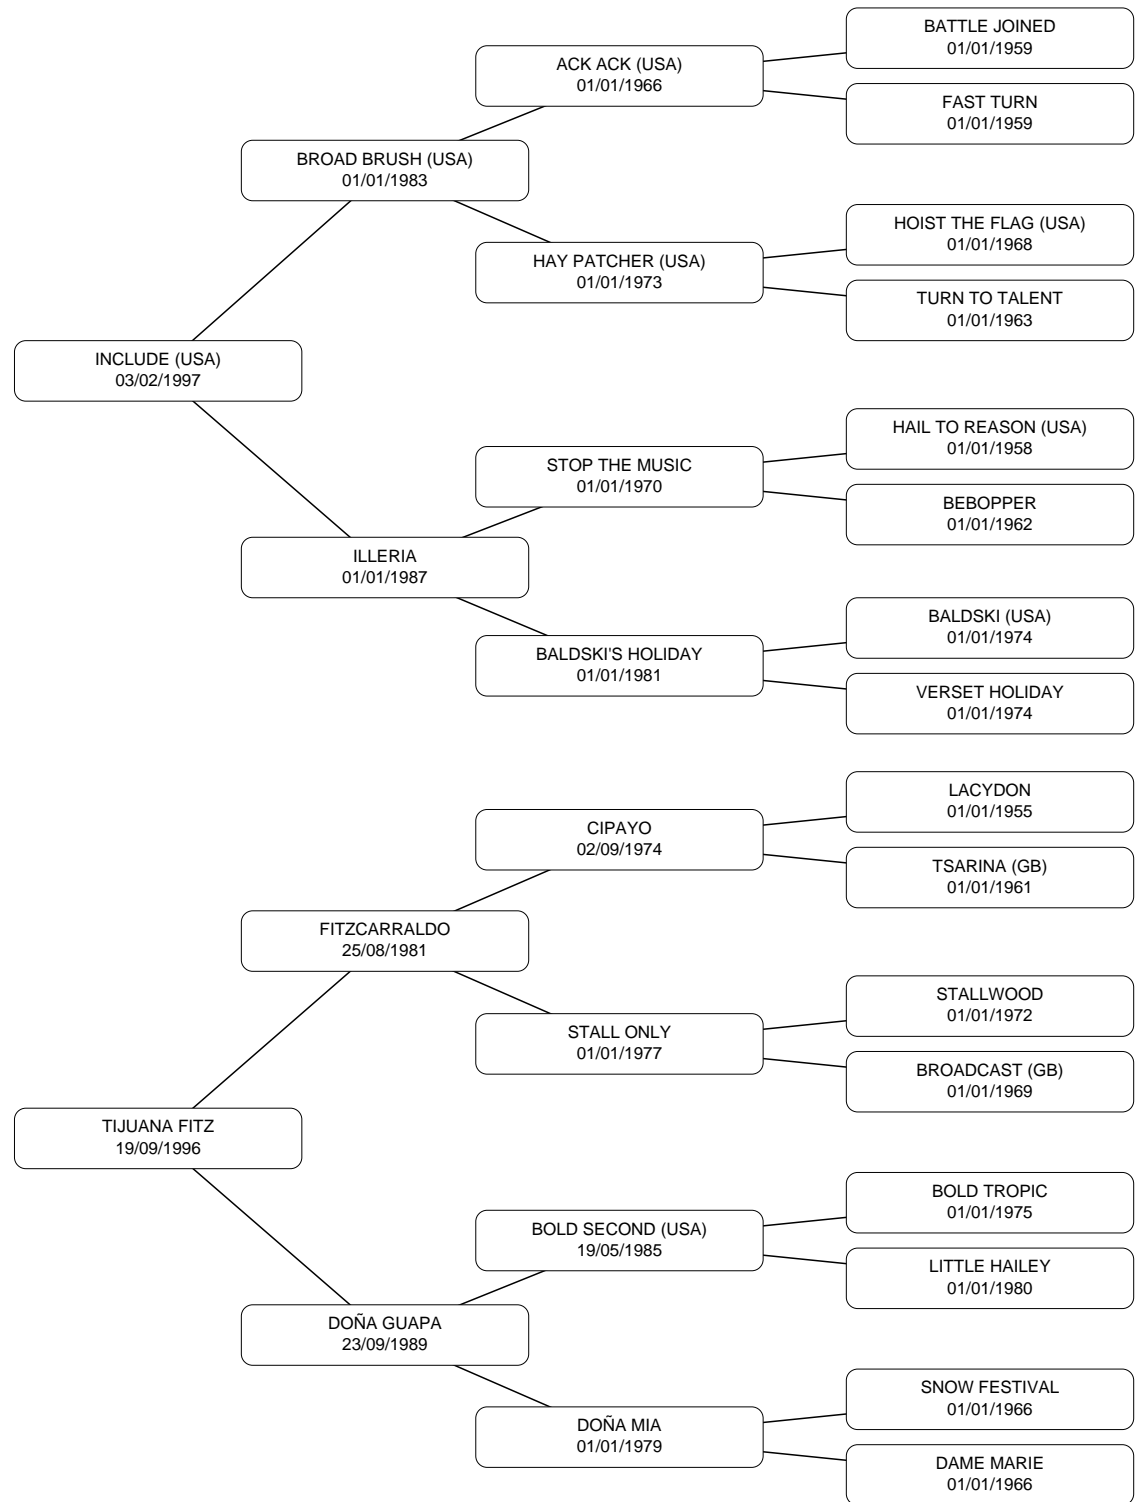 BATTLE JOINED
01/01/1959
ACK ACK (USA)
01/01/1966
FAST TURN
01/01/1959
BROAD BRUSH (USA)
01/01/1983
HOIST THE FLAG (USA)
01/01/1968
HAY PATCHER (USA)
01/01/1973
TURN TO TALENT
01/01/1963
INCLUDE (USA)
03/02/1997
HAIL TO REASON (USA)
01/01/1958
STOP THE MUSIC
01/01/1970
BEBOPPER
01/01/1962
ILLERIA
01/01/1987
BALDSKI (USA)
01/01/1974
BALDSKI'S HOLIDAY
01/01/1981
VERSET HOLIDAY
01/01/1974
LACYDON
01/01/1955
CIPAYO
02/09/1974
TSARINA (GB)
01/01/1961
FITZCARRALDO
25/08/1981
STALLWOOD
01/01/1972
STALL ONLY
01/01/1977
BROADCAST (GB)
01/01/1969
TIJUANA FITZ
19/09/1996
BOLD TROPIC
01/01/1975
BOLD SECOND (USA)
19/05/1985
LITTLE HAILEY
01/01/1980
DOÑA GUAPA
23/09/1989
SNOW FESTIVAL
01/01/1966
DOÑA MIA
01/01/1979
DAME MARIE
01/01/1966